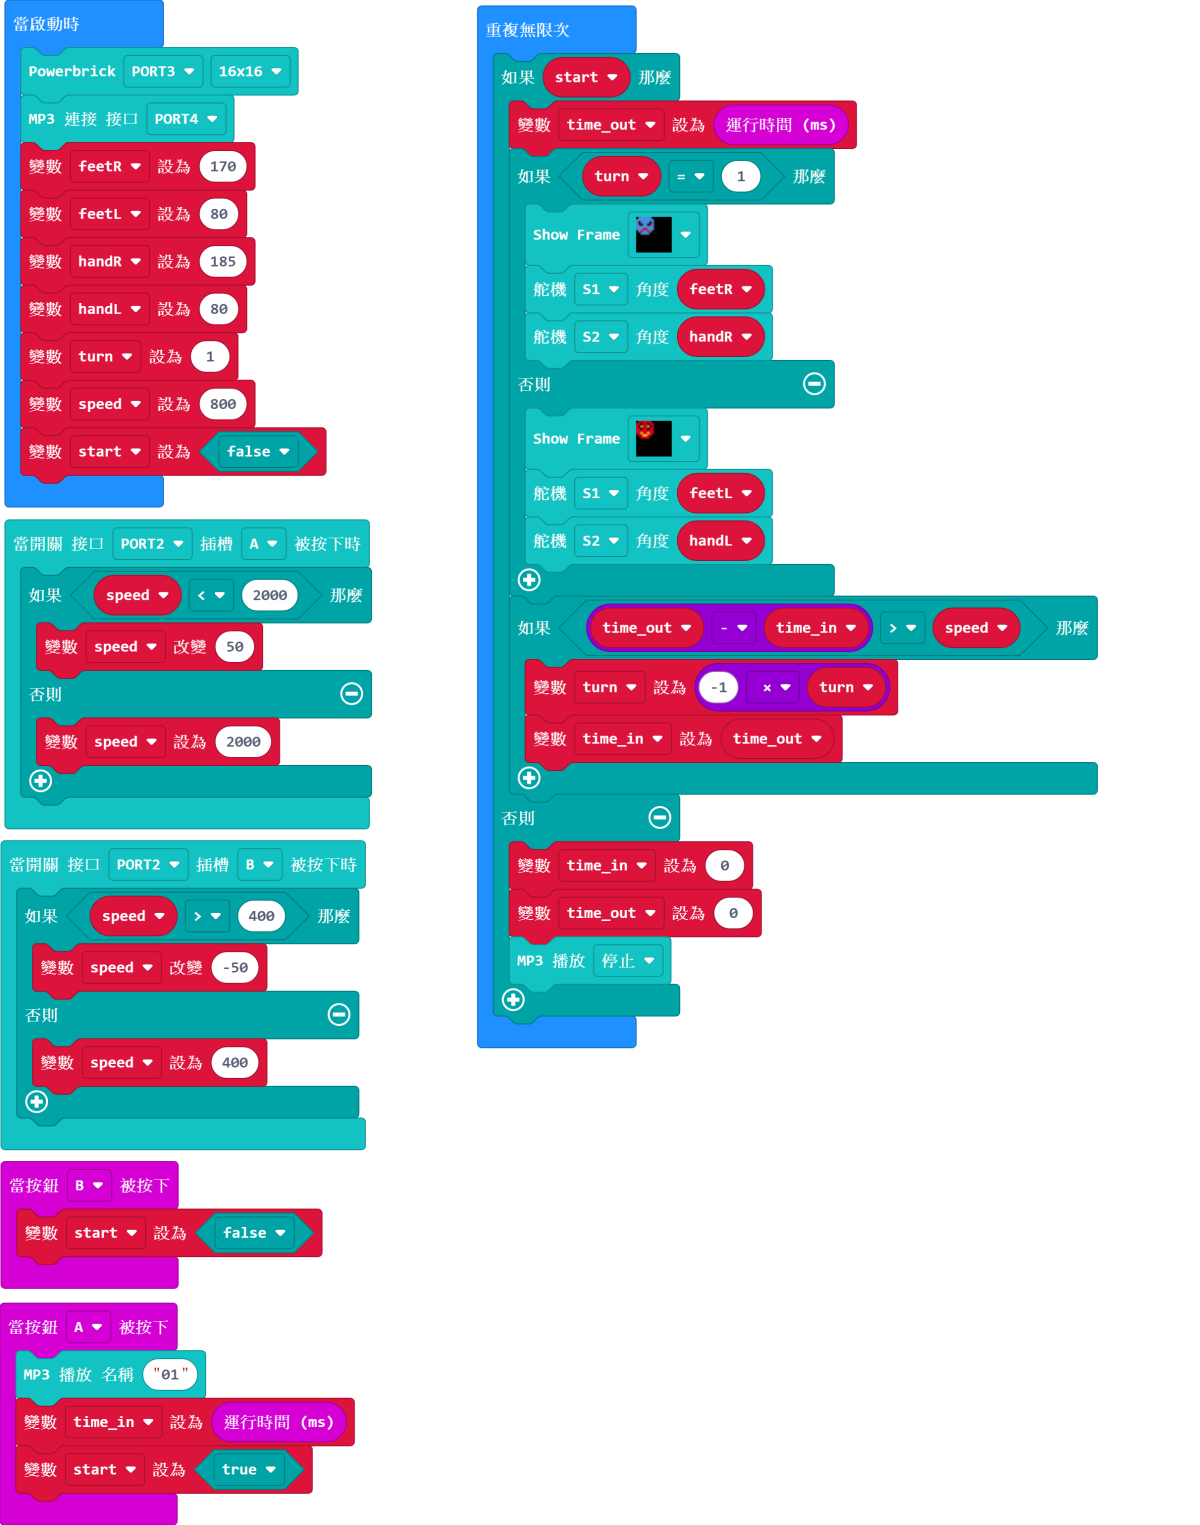 當啟動時
Powerbrick PORT3 16x16
MP3 連接 接口 PORT4
變數 feetR 設為 170
變數 feetL 設為 80
變數 handR 設為 185
變數 handL 設為 80
變數 turn 設為 1
變數 speed 設為 800
變數 start 設為 false
當開關 接口 PORT2 插槽 A 被按下時
如果 speed < 2000 那麼
變數 speed 改變 50
否則
變數 speed 設為 2000
當開關 接口 PORT2 插槽 B 被按下時
如果 speed > 400 那麼
變數 speed 改變 -50
否則
變數 speed 設為 400
當按鈕 B 被按下
變數 start 設為 false
當按鈕 A 被按下
MP3 播放 名稱 "01"
變數 time_in 設為 運行時間 (ms)
變數 start 設為 true
重複無限次
如果 start 那麼
變數 time_out 設為 運行時間 (ms)
如果 turn = 1 那麼
Show Frame
舵機 S1 角度 feetR
舵機 S2 角度 handR
否則
Show Frame
舵機 S1 角度 feetL
舵機 S2 角度 handL
如果 time_out - time_in > speed 那麼
變數 turn 設為 -1 × turn
變數 time_in 設為 time_out
否則
變數 time_in 設為 0
變數 time_out 設為 0
MP3 播放 停止